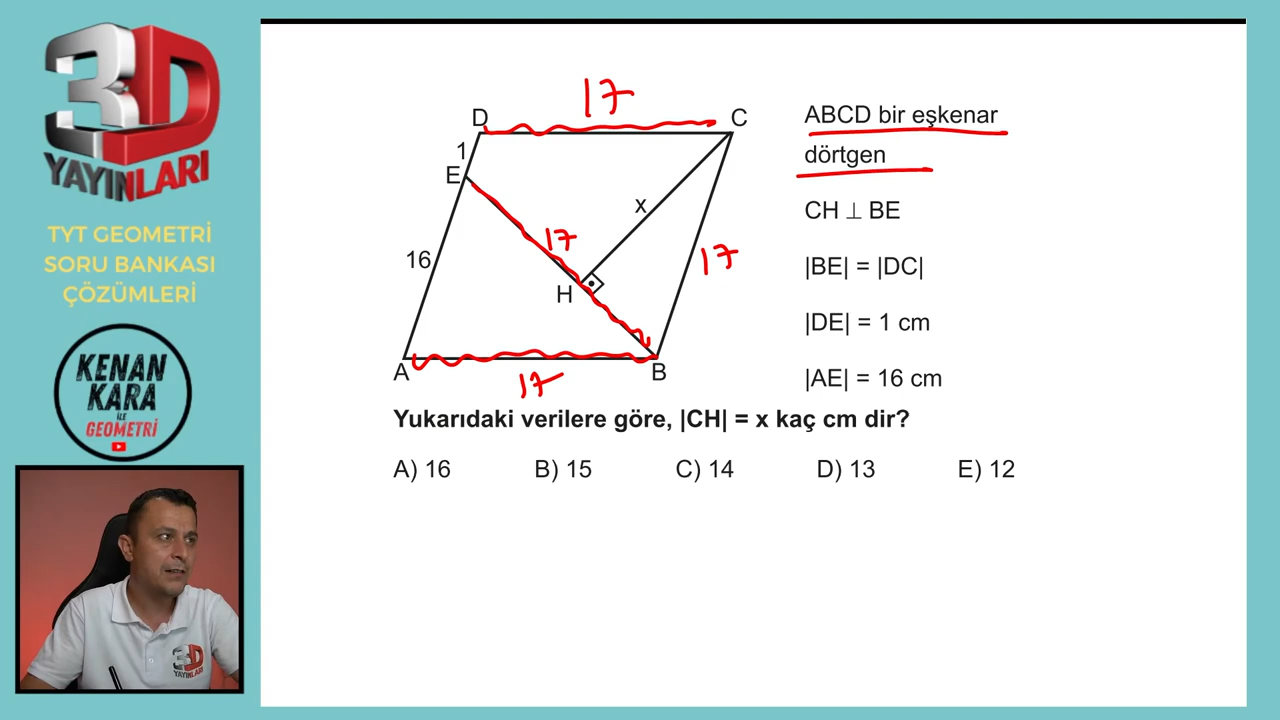 3D
YAYINLARI
TYT GEOMETRİ
SORU BANKASI
ÇÖZÜMLERİ
KENAN
KARA
İLE
GEOMETRİ
3D
YAYINLARI
17
D
C
1
E
x
16
17
17
H
A
B
17
ABCD bir eşkenar
dörtgen
CH ⊥ BE
|BE| = |DC|
|DE| = 1 cm
|AE| = 16 cm
Yukarıdaki verilere göre, |CH| = x kaç cm dir?
A) 16 B) 15 C) 14 D) 13 E) 12